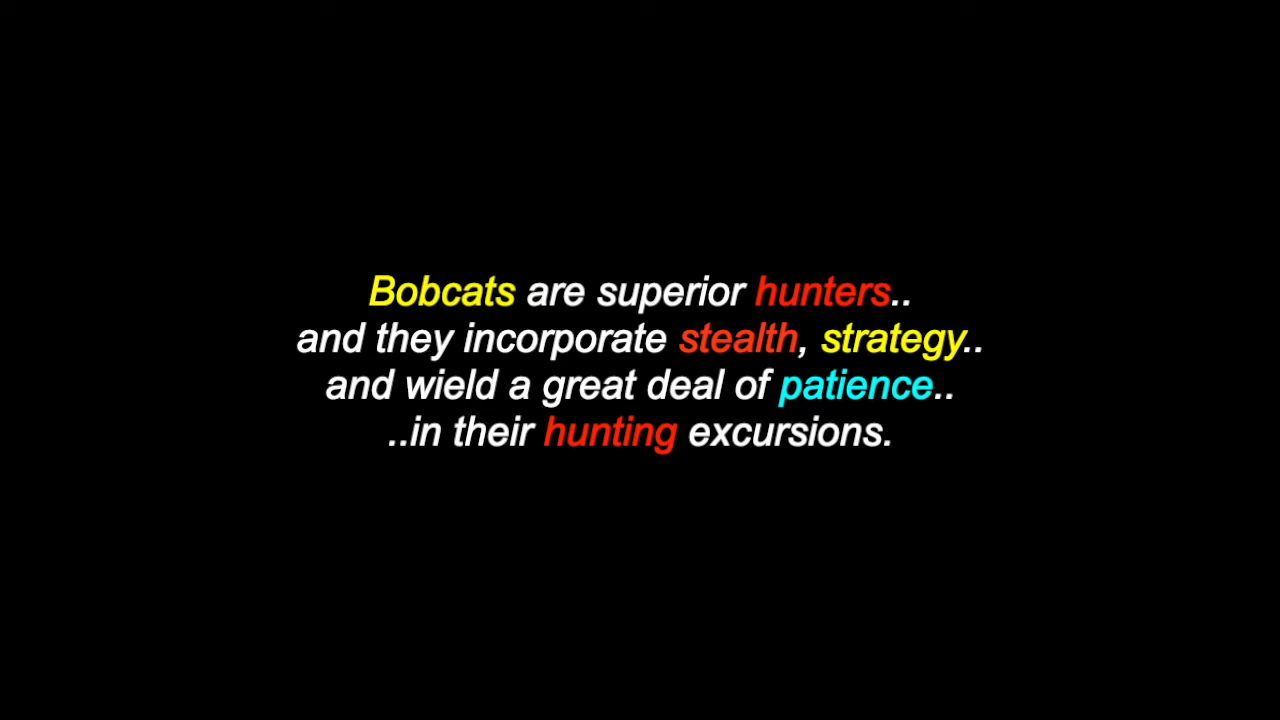 Bobcats are superior hunters..
and they incorporate stealth, strategy..
and wield a great deal of patience..
..in their hunting excursions.